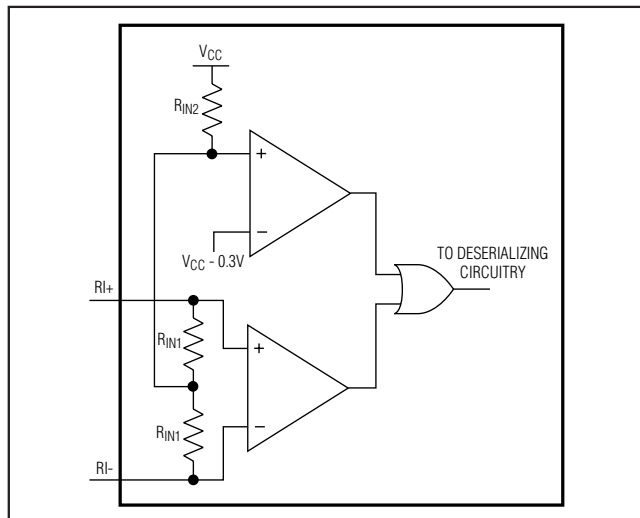 VCC
RIN2
+
−
VCC - 0.3V
TO DESERIALIZING
CIRCUITRY
RI+
RIN1
+
RIN1
−
RI-